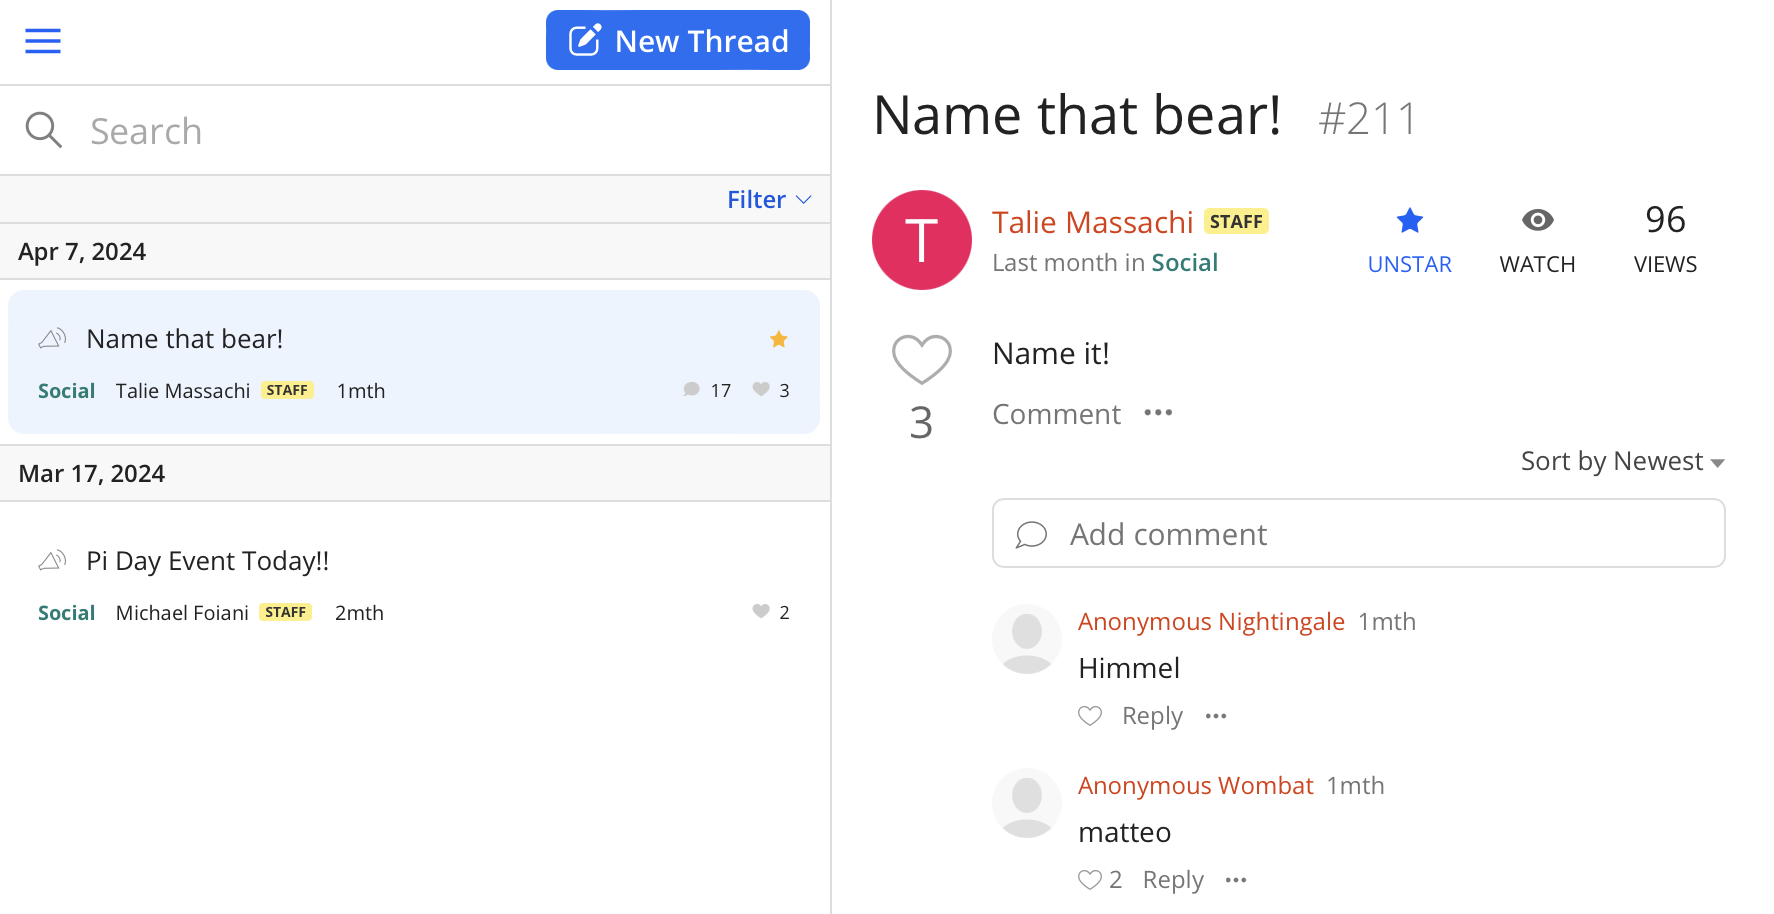 New Thread
Search
Filter
Apr 7, 2024
Name that bear!
Social Talie Massachi STAFF 1mth 17 3
Mar 17, 2024
Pi Day Event Today!!
Social Michael Foiani STAFF 2mth 2
Name that bear! #211
T
Talie Massachi STAFF
Last month in Social
UNSTAR
WATCH
96
VIEWS
Name it!
3
Comment
Sort by Newest
Add comment
Anonymous Nightingale 1mth
Himmel
Reply
Anonymous Wombat 1mth
matteo
2 Reply